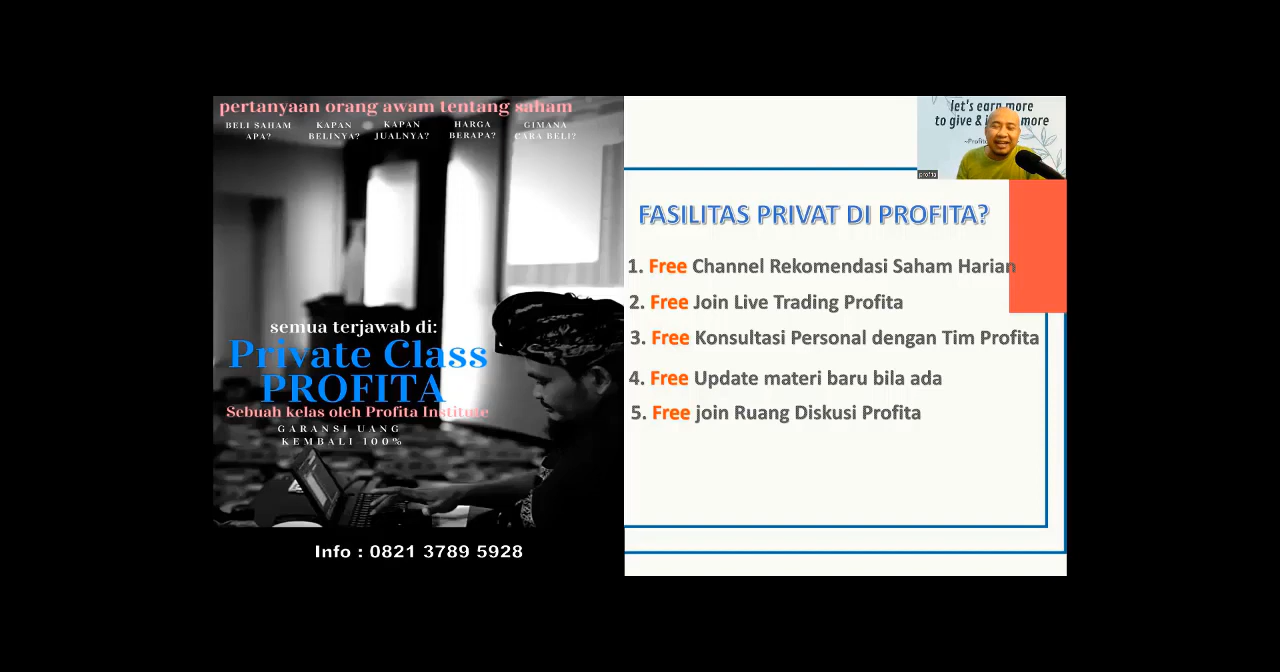 pertanyaan orang awam tentang saham
BELI SAHAM APA?
KAPAN BELINYA?
KAPAN JUALNYA?
HARGA BERAPA?
GIMANA CARA BELI?
semua terjawab di:
Private Class
PROFITA
Sebuah kelas oleh Profita Institute
GARANSI UANG
KEMBALI 100%
Info : 0821 3789 5928
let's earn more
to give & more
profita
FASILITAS PRIVAT DI PROFITA?
1. Free Channel Rekomendasi Saham Harian
2. Free Join Live Trading Profita
3. Free Konsultasi Personal dengan Tim Profita
4. Free Update materi baru bila ada
5. Free join Ruang Diskusi Profita